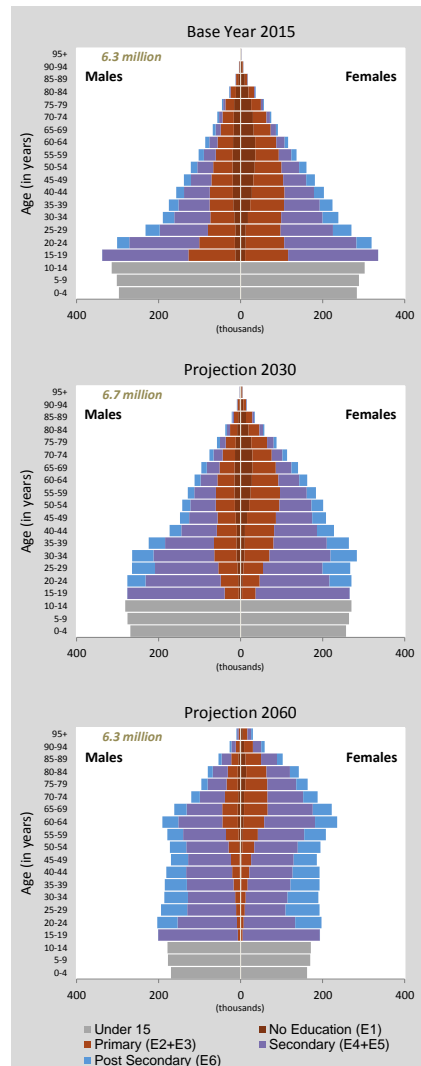 Base Year 2015
6.3 million
Males
Females
Age (in years)
95+
90-94
85-89
80-84
75-79
70-74
65-69
60-64
55-59
50-54
45-49
40-44
35-39
30-34
25-29
20-24
15-19
10-14
5-9
0-4
400 200 0 200 400
(thousands)
Projection 2030
6.7 million
Males
Females
Age (in years)
95+
90-94
85-89
80-84
75-79
70-74
65-69
60-64
55-59
50-54
45-49
40-44
35-39
30-34
25-29
20-24
15-19
10-14
5-9
0-4
400 200 0 200 400
(thousands)
Projection 2060
6.3 million
Males
Females
Age (in years)
95+
90-94
85-89
80-84
75-79
70-74
65-69
60-64
55-59
50-54
45-49
40-44
35-39
30-34
25-29
20-24
15-19
10-14
5-9
0-4
400 200 0 200 400
(thousands)
Under 15 No Education (E1)
Primary (E2+E3) Secondary (E4+E5)
Post Secondary (E6)